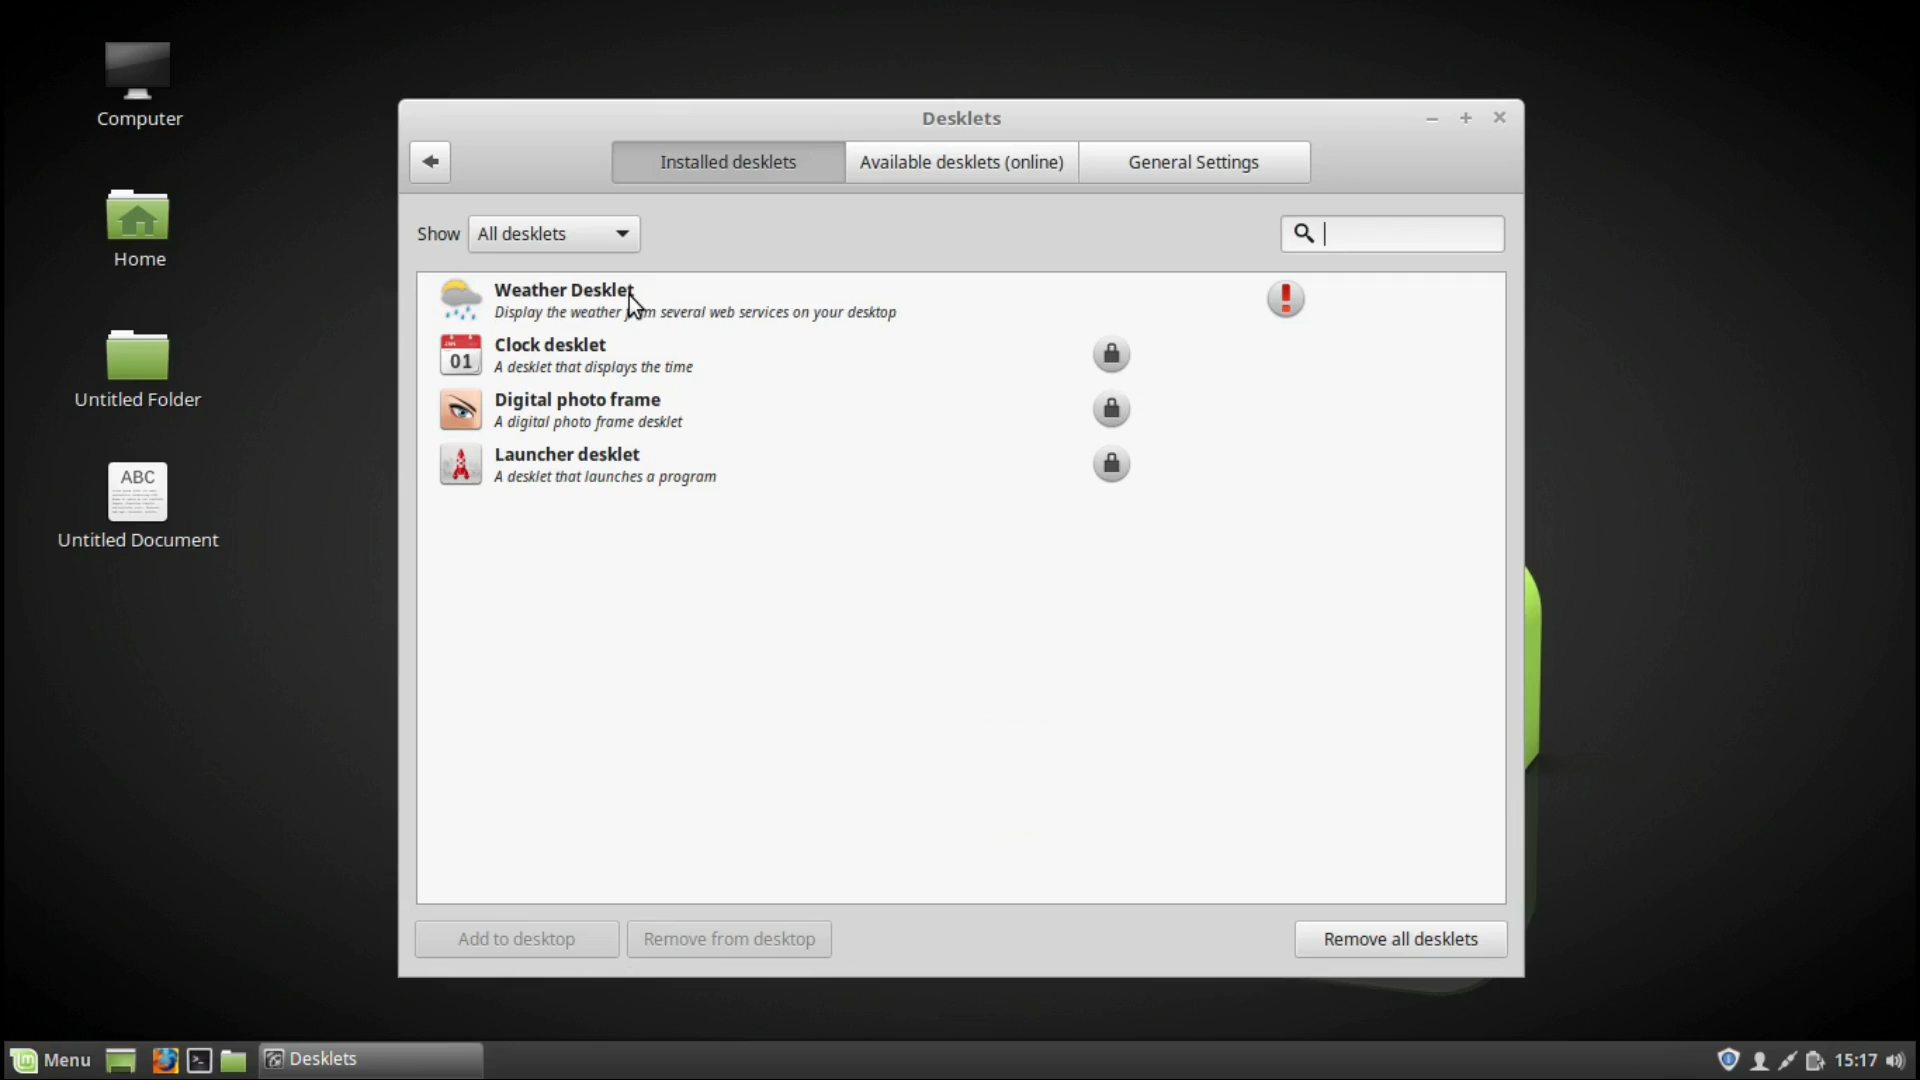 Computer
Home
Untitled Folder
ABC
Untitled Document
Desklets
Installed desklets
Available desklets (online)
General Settings
Show
All desklets
Weather Desklet
Display the weather from several web services on your desktop
JAN
01
Clock desklet
A desklet that displays the time
Digital photo frame
A digital photo frame desklet
Launcher desklet
A desklet that launches a program
Add to desktop
Remove from desktop
Remove all desklets
Menu
Desklets
15:17